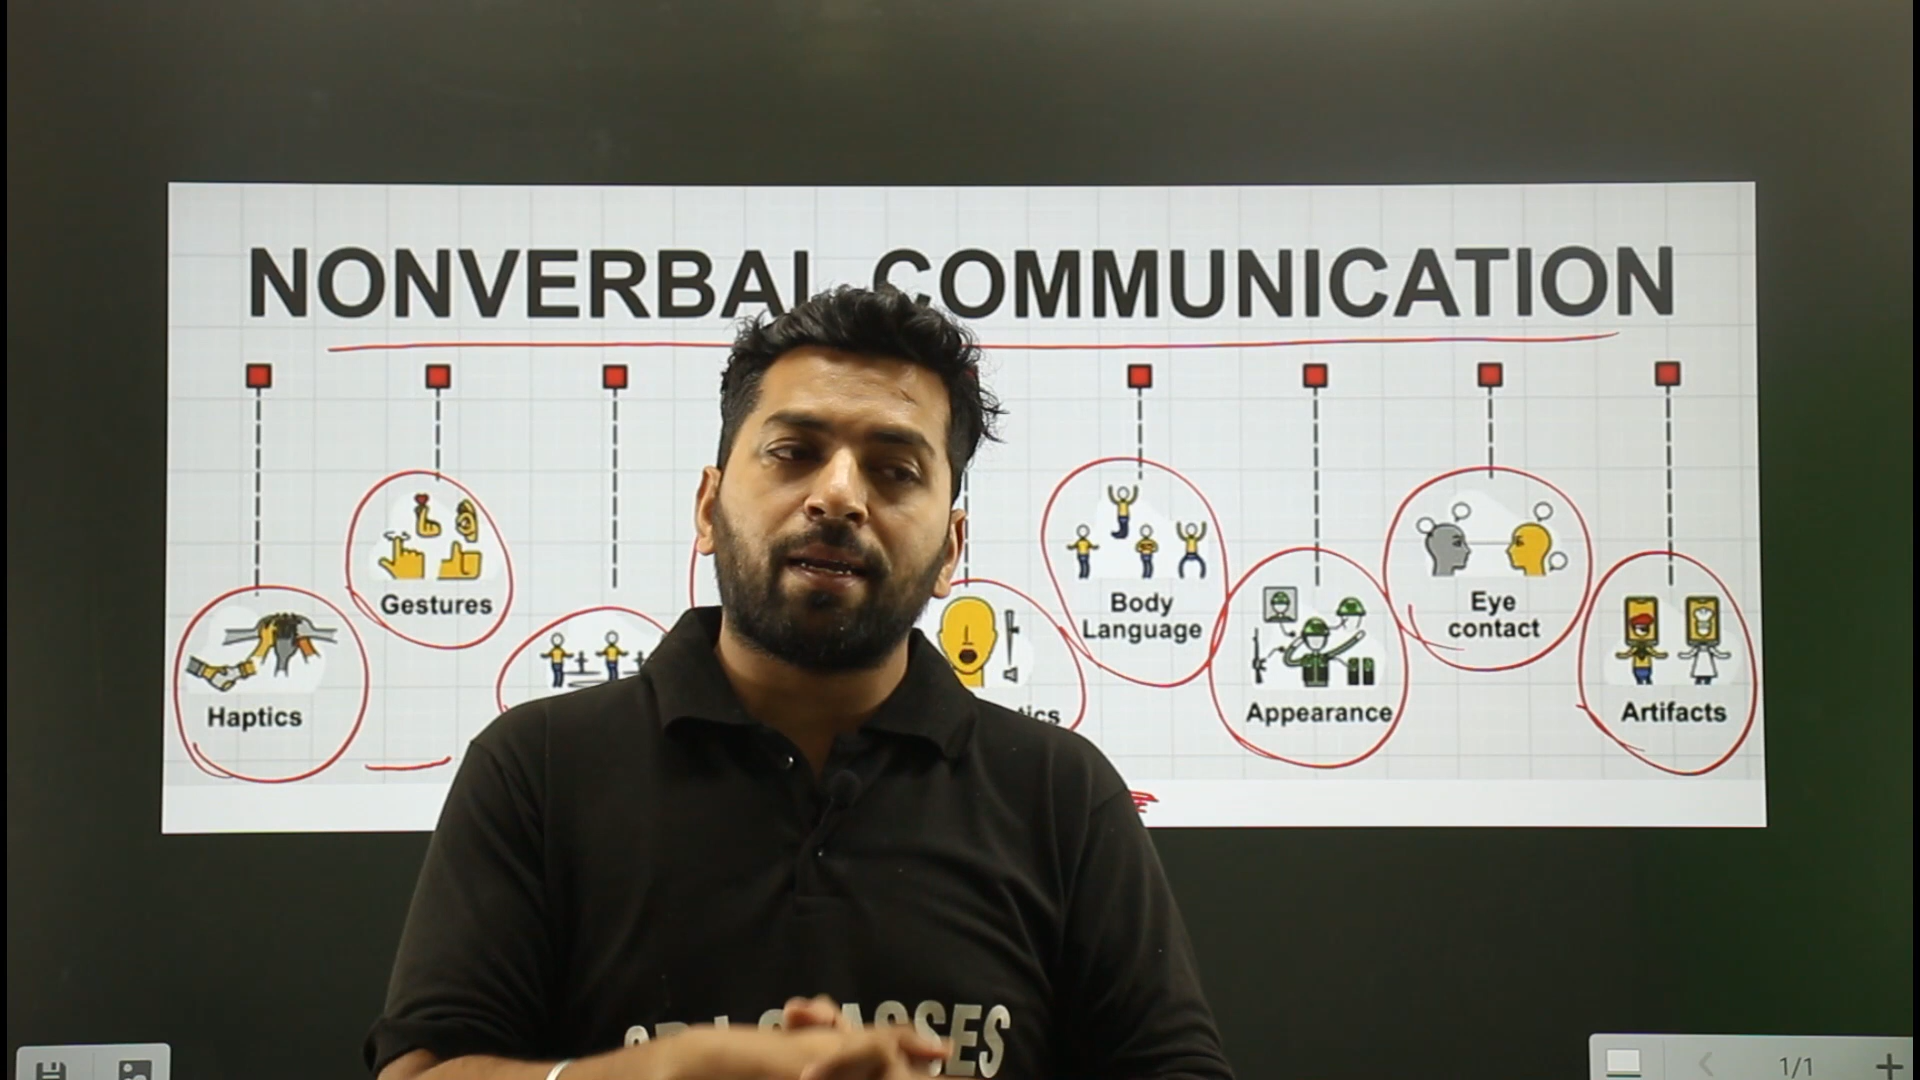 NONVERBAL COMMUNICATION
Gestures
Body
Language
Eye
contact
Haptics
Appearance
Artifacts
1/1